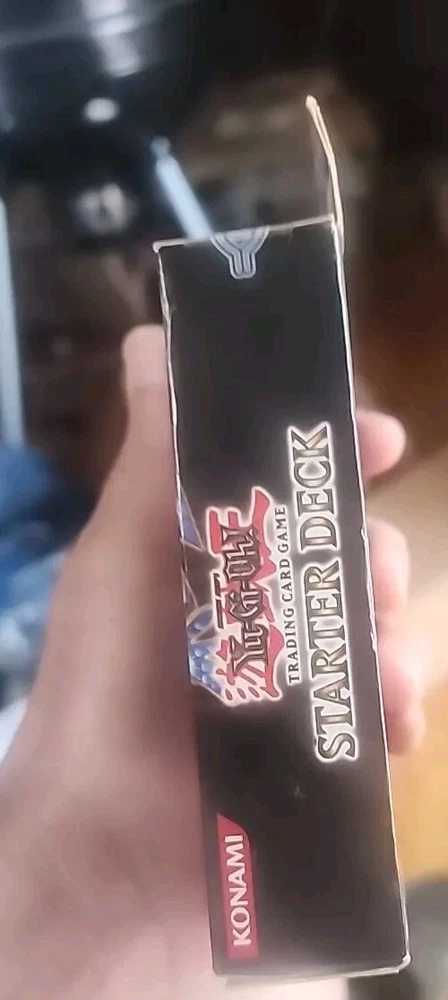 Yu-Gi-Oh!
TRADING CARD GAME
STARTER DECK
KONAMI